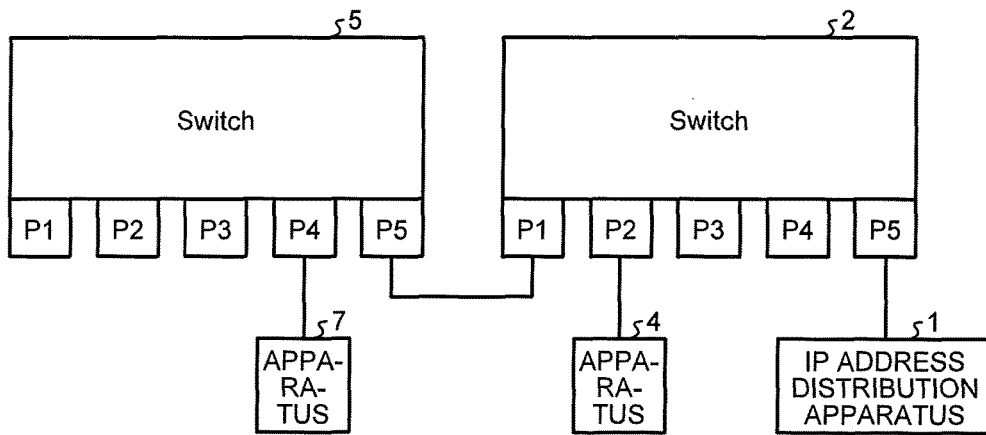 5
2
Switch
Switch
P1 P2 P3 P4 P5
P1 P2 P3 P4 P5
7
4
1
APPA-
RA-
TUS
APPA-
RA-
TUS
IP ADDRESS
DISTRIBUTION
APPARATUS